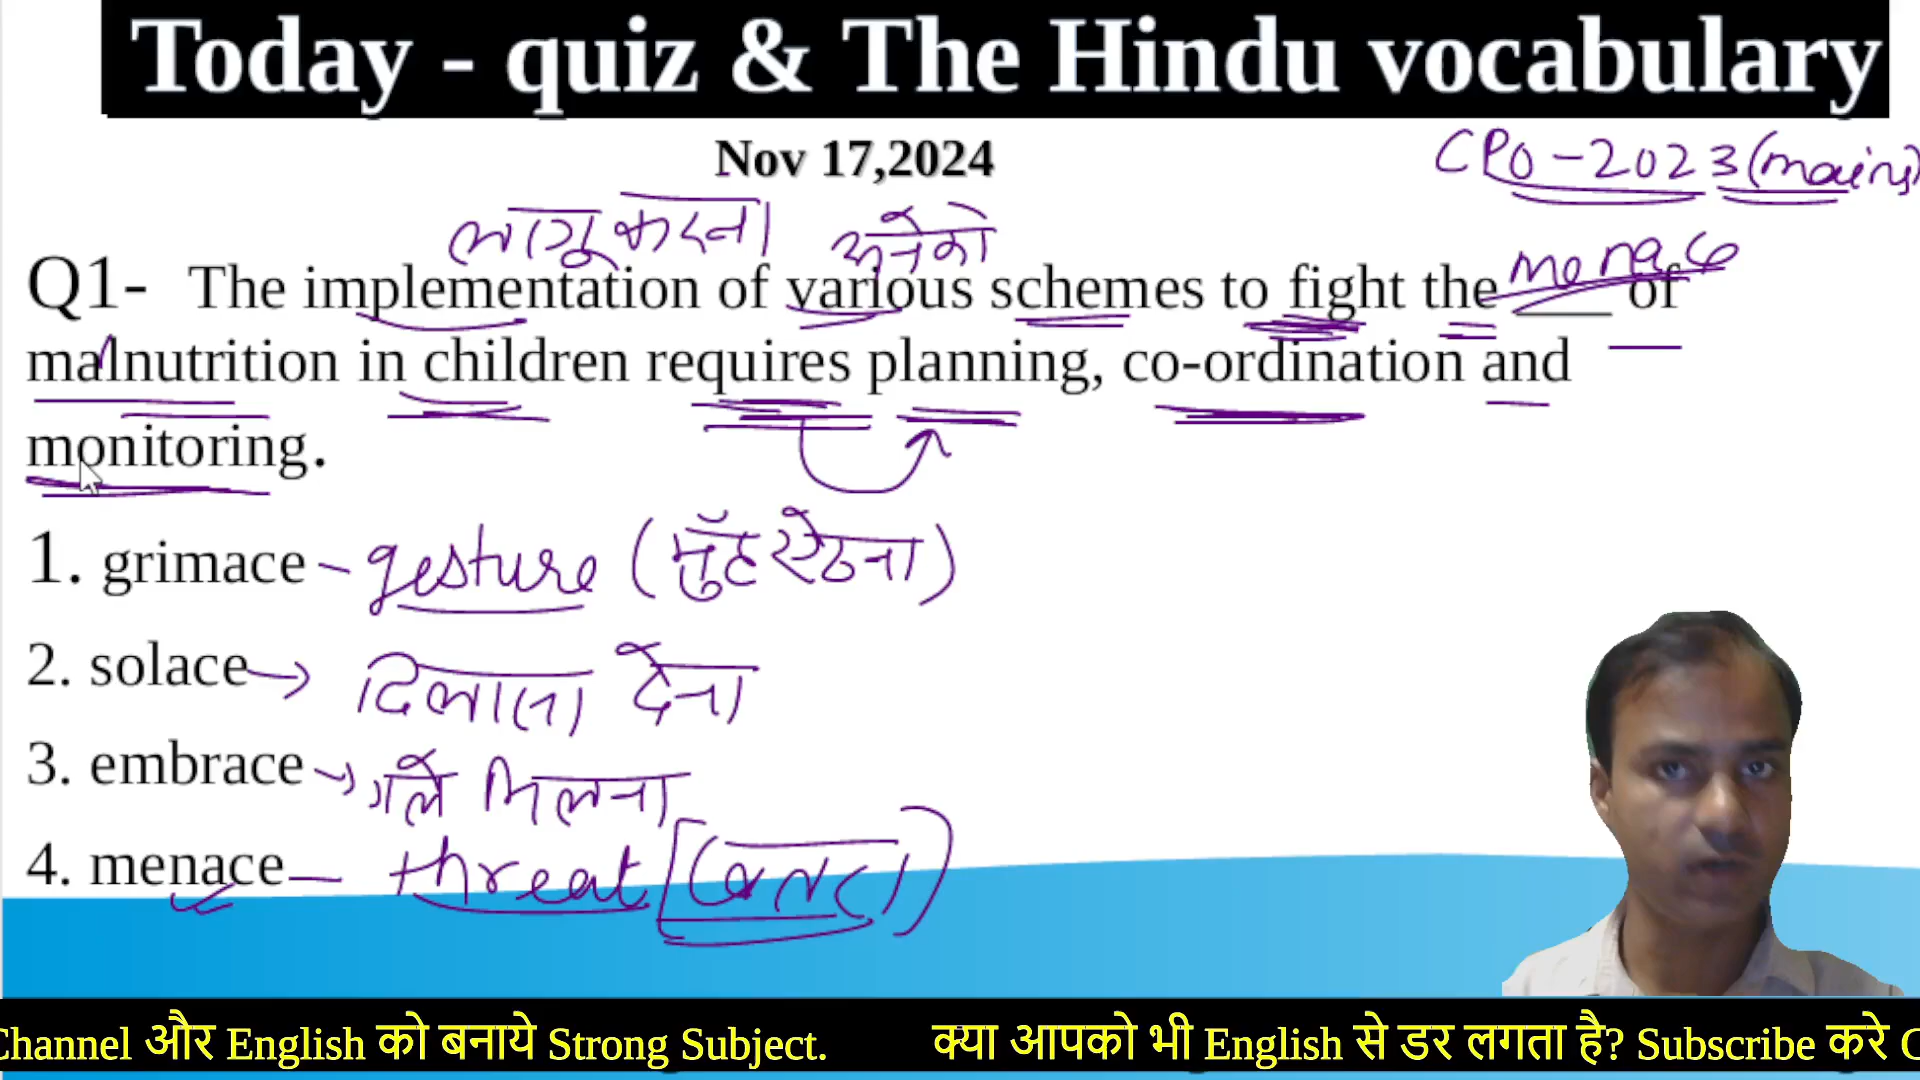 Today - quiz & The Hindu vocabulary
Nov 17,2024
CPO-2023(mains)
लागू करना अनेको
menace
Q1- The implementation of various schemes to fight the ____ of
malnutrition in children requires planning, co-ordination and
monitoring.
1. grimace - gesture (मुँह ऐठना)
2. solace → दिलासा देना
3. embrace → गले मिलना
4. menace - threat [(खतरा)
Channel और English को बनाये Strong Subject. क्या आपको भी English से डर लगता है? Subscribe करे C